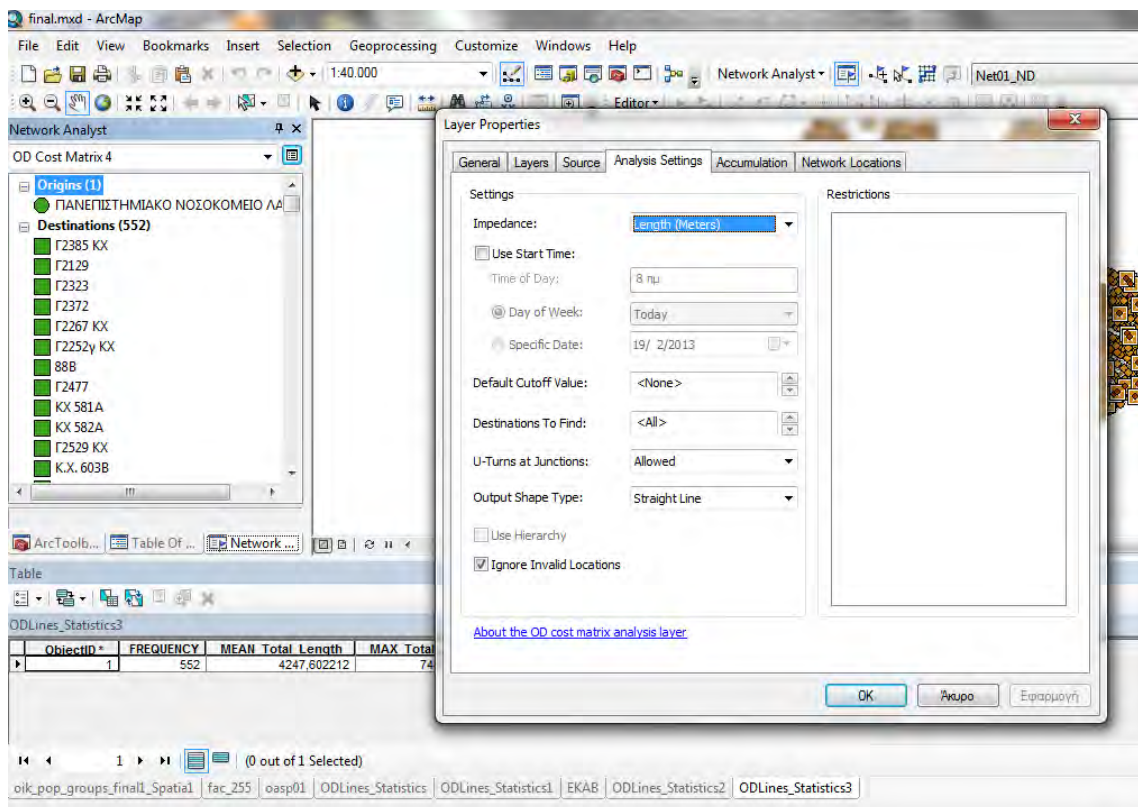 final.mxd - ArcMap
File Edit View Bookmarks Insert Selection Geoprocessing Customize Windows Help
1:40.000
Network Analyst
Net01_ND
Editor
Network Analyst
OD Cost Matrix 4
Origins (1)
ΠΑΝΕΠΙΣΤΗΜΙΑΚΟ ΝΟΣΟΚΟΜΕΙΟ ΛΑ
Destinations (552)
Γ2385 ΚΧ
Γ2129
Γ2323
Γ2372
Γ2267 ΚΧ
Γ2252γ ΚΧ
88Β
Γ2477
ΚΧ 581Α
ΚΧ 582Α
Γ2529 ΚΧ
Κ.Χ. 603Β
ArcToolb... Table Of ... Network ...
Layer Properties
General Layers Source Analysis Settings Accumulation Network Locations
Settings
Impedance: Length (Meters)
Use Start Time:
Time of Day: 8 πμ
Day of Week: Today
Specific Date: 19/ 2/2013
Default Cutoff Value: <None>
Destinations To Find: <All>
U-Turns at Junctions: Allowed
Output Shape Type: Straight Line
Use Hierarchy
Ignore Invalid Locations
About the OD cost matrix analysis layer
Restrictions
OK Άκυρο Εφαρμογή
Table
ODLines_Statistics3
ObjectID * FREQUENCY MEAN_Total_Length MAX_Total
1 552 4247,602212 74
1 (0 out of 1 Selected)
oik_pop_groups_final1_Spatial fac_255 oasp01 ODLines_Statistics ODLines_Statistics1 EKAB ODLines_Statistics2 ODLines_Statistics3